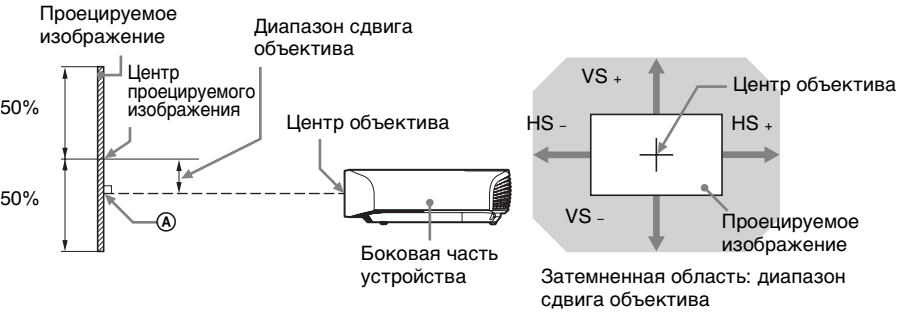 Проецируемое
изображение
Диапазон сдвига
объектива
Центр
проецируемого
изображения
50%
Центр объектива
50%
A
Боковая часть
устройства
VS +
Центр объектива
HS –
HS +
VS –
Проецируемое
изображение
Затемненная область: диапазон
сдвига объектива